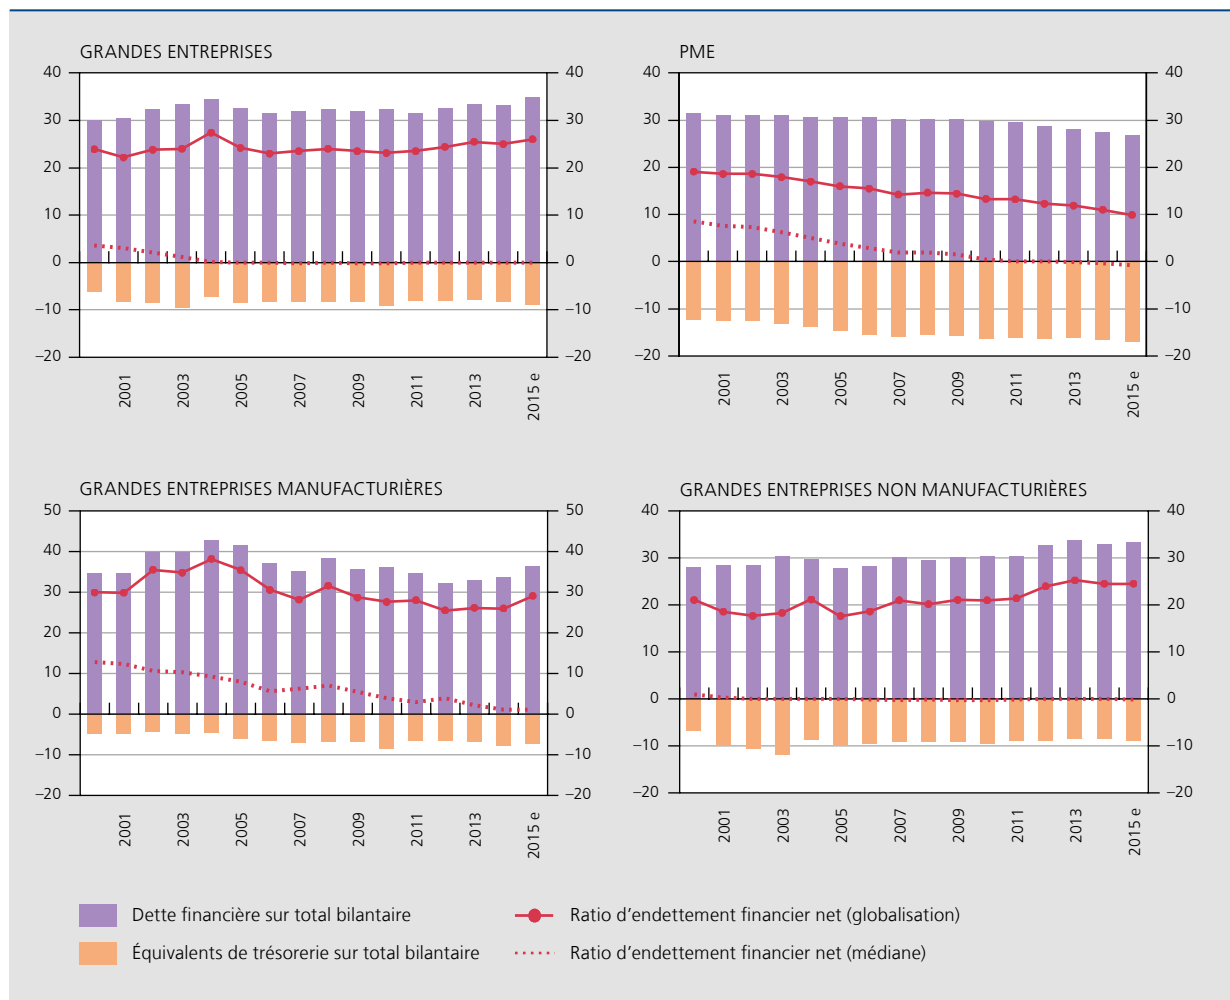 GRANDES ENTREPRISES
40 40
30 30
20 20
10 10
0 0
–10 –10
–20 –20
2001 2003 2005 2007 2009 2011 2013 2015 e
PME
40 40
30 30
20 20
10 10
0 0
–10 –10
–20 –20
2001 2003 2005 2007 2009 2011 2013 2015 e
GRANDES ENTREPRISES MANUFACTURIÈRES
50 50
40 40
30 30
20 20
10 10
0 0
–10 –10
–20 –20
2001 2003 2005 2007 2009 2011 2013 2015 e
GRANDES ENTREPRISES NON MANUFACTURIÈRES
40 40
30 30
20 20
10 10
0 0
–10 –10
–20 –20
2001 2003 2005 2007 2009 2011 2013 2015 e
Dette financière sur total bilantaire
Équivalents de trésorerie sur total bilantaire
Ratio d'endettement financier net (globalisation)
Ratio d'endettement financier net (médiane)